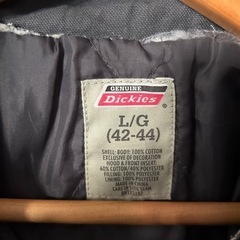 GENUINE
Dickies
L/G
(42-44)
SHELL: BODY: 100% COTTON
EXCLUSIVE OF DECORATION
HOOD & FRONT INSERT:
60% COTTON/40% POLYESTER
FILLING: 100% POLYESTER
LINING: 100% POLYESTER
MADE IN CHINA